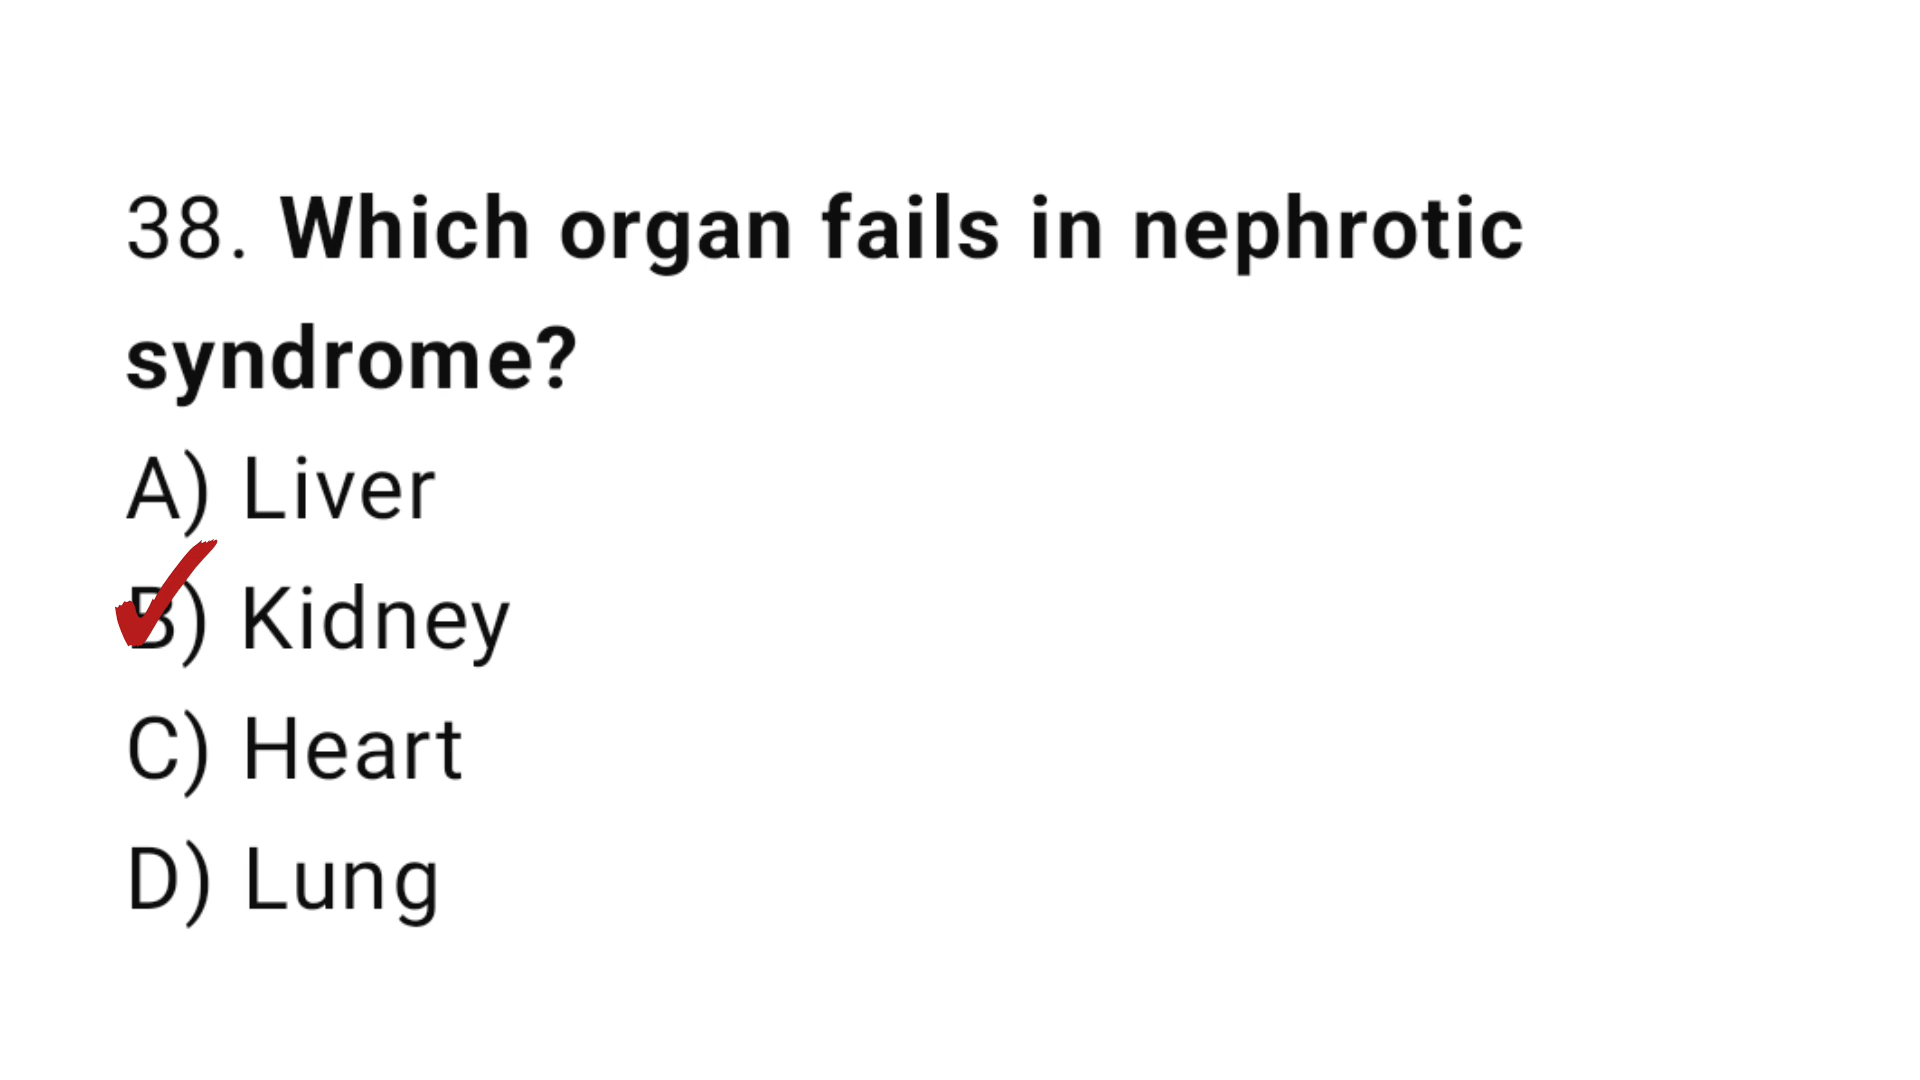 38. Which organ fails in nephrotic
syndrome?
A) Liver
B) Kidney
C) Heart
D) Lung